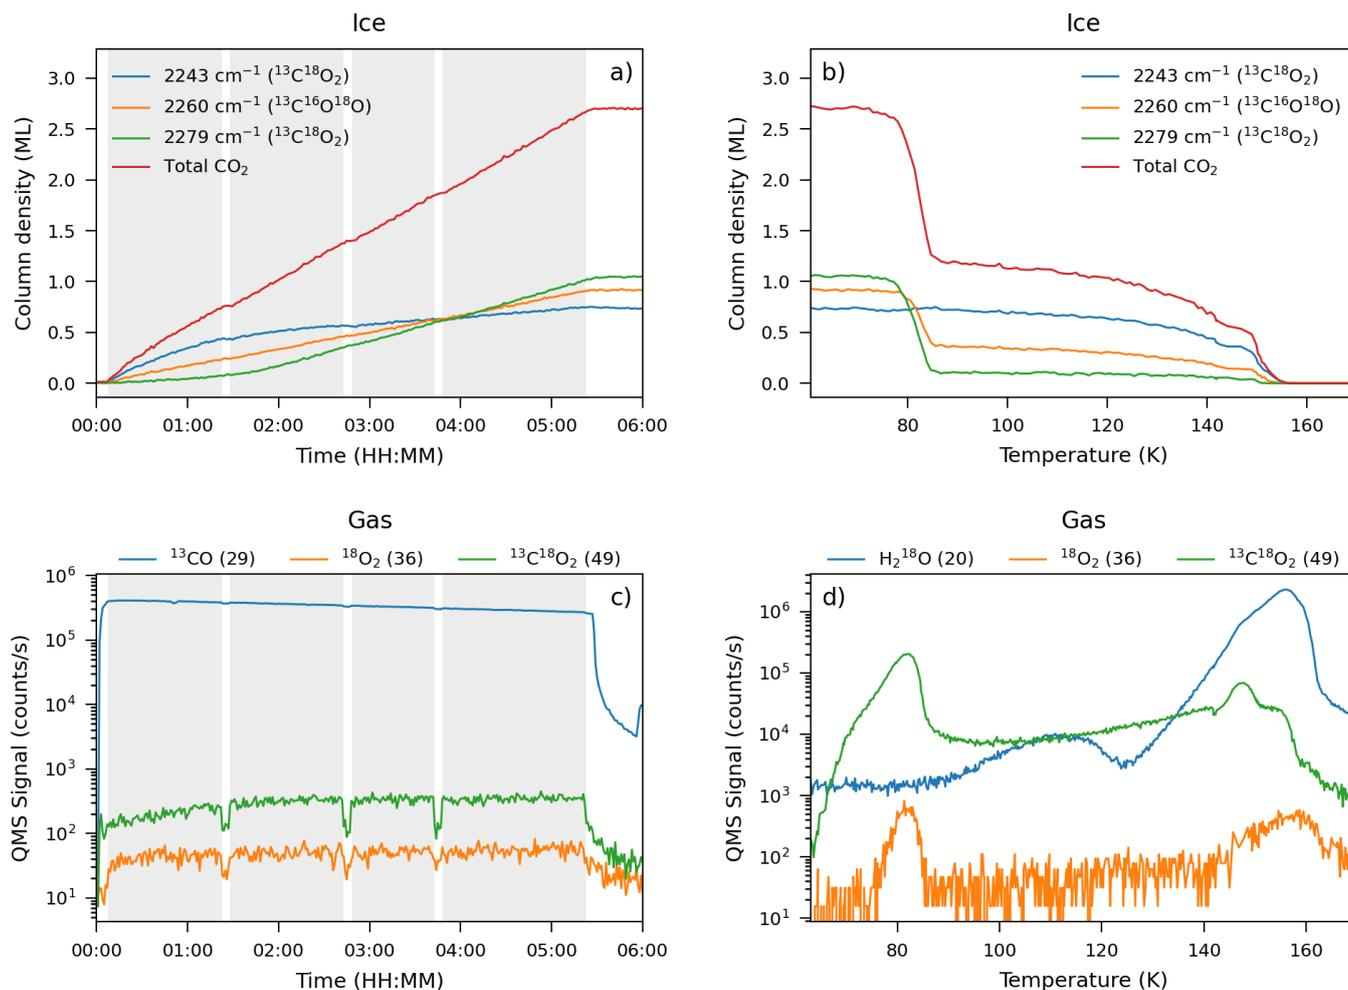 Ice
a)
2243 cm⁻¹ (¹³C¹⁸O₂)
2260 cm⁻¹ (¹³C¹⁶O¹⁸O)
2279 cm⁻¹ (¹³C¹⁸O₂)
Total CO₂
Column density (ML)
3.0
2.5
2.0
1.5
1.0
0.5
0.0
00:00 01:00 02:00 03:00 04:00 05:00 06:00
Time (HH:MM)
Ice
b)
2243 cm⁻¹ (¹³C¹⁸O₂)
2260 cm⁻¹ (¹³C¹⁶O¹⁸O)
2279 cm⁻¹ (¹³C¹⁸O₂)
Total CO₂
Column density (ML)
3.0
2.5
2.0
1.5
1.0
0.5
0.0
80 100 120 140 160
Temperature (K)
Gas
¹³CO (29) ¹⁸O₂ (36) ¹³C¹⁸O₂ (49)
c)
QMS Signal (counts/s)
10⁶
10⁵
10⁴
10³
10²
10¹
00:00 01:00 02:00 03:00 04:00 05:00 06:00
Time (HH:MM)
Gas
H₂¹⁸O (20) ¹⁸O₂ (36) ¹³C¹⁸O₂ (49)
d)
QMS Signal (counts/s)
10⁶
10⁵
10⁴
10³
10²
10¹
80 100 120 140 160
Temperature (K)